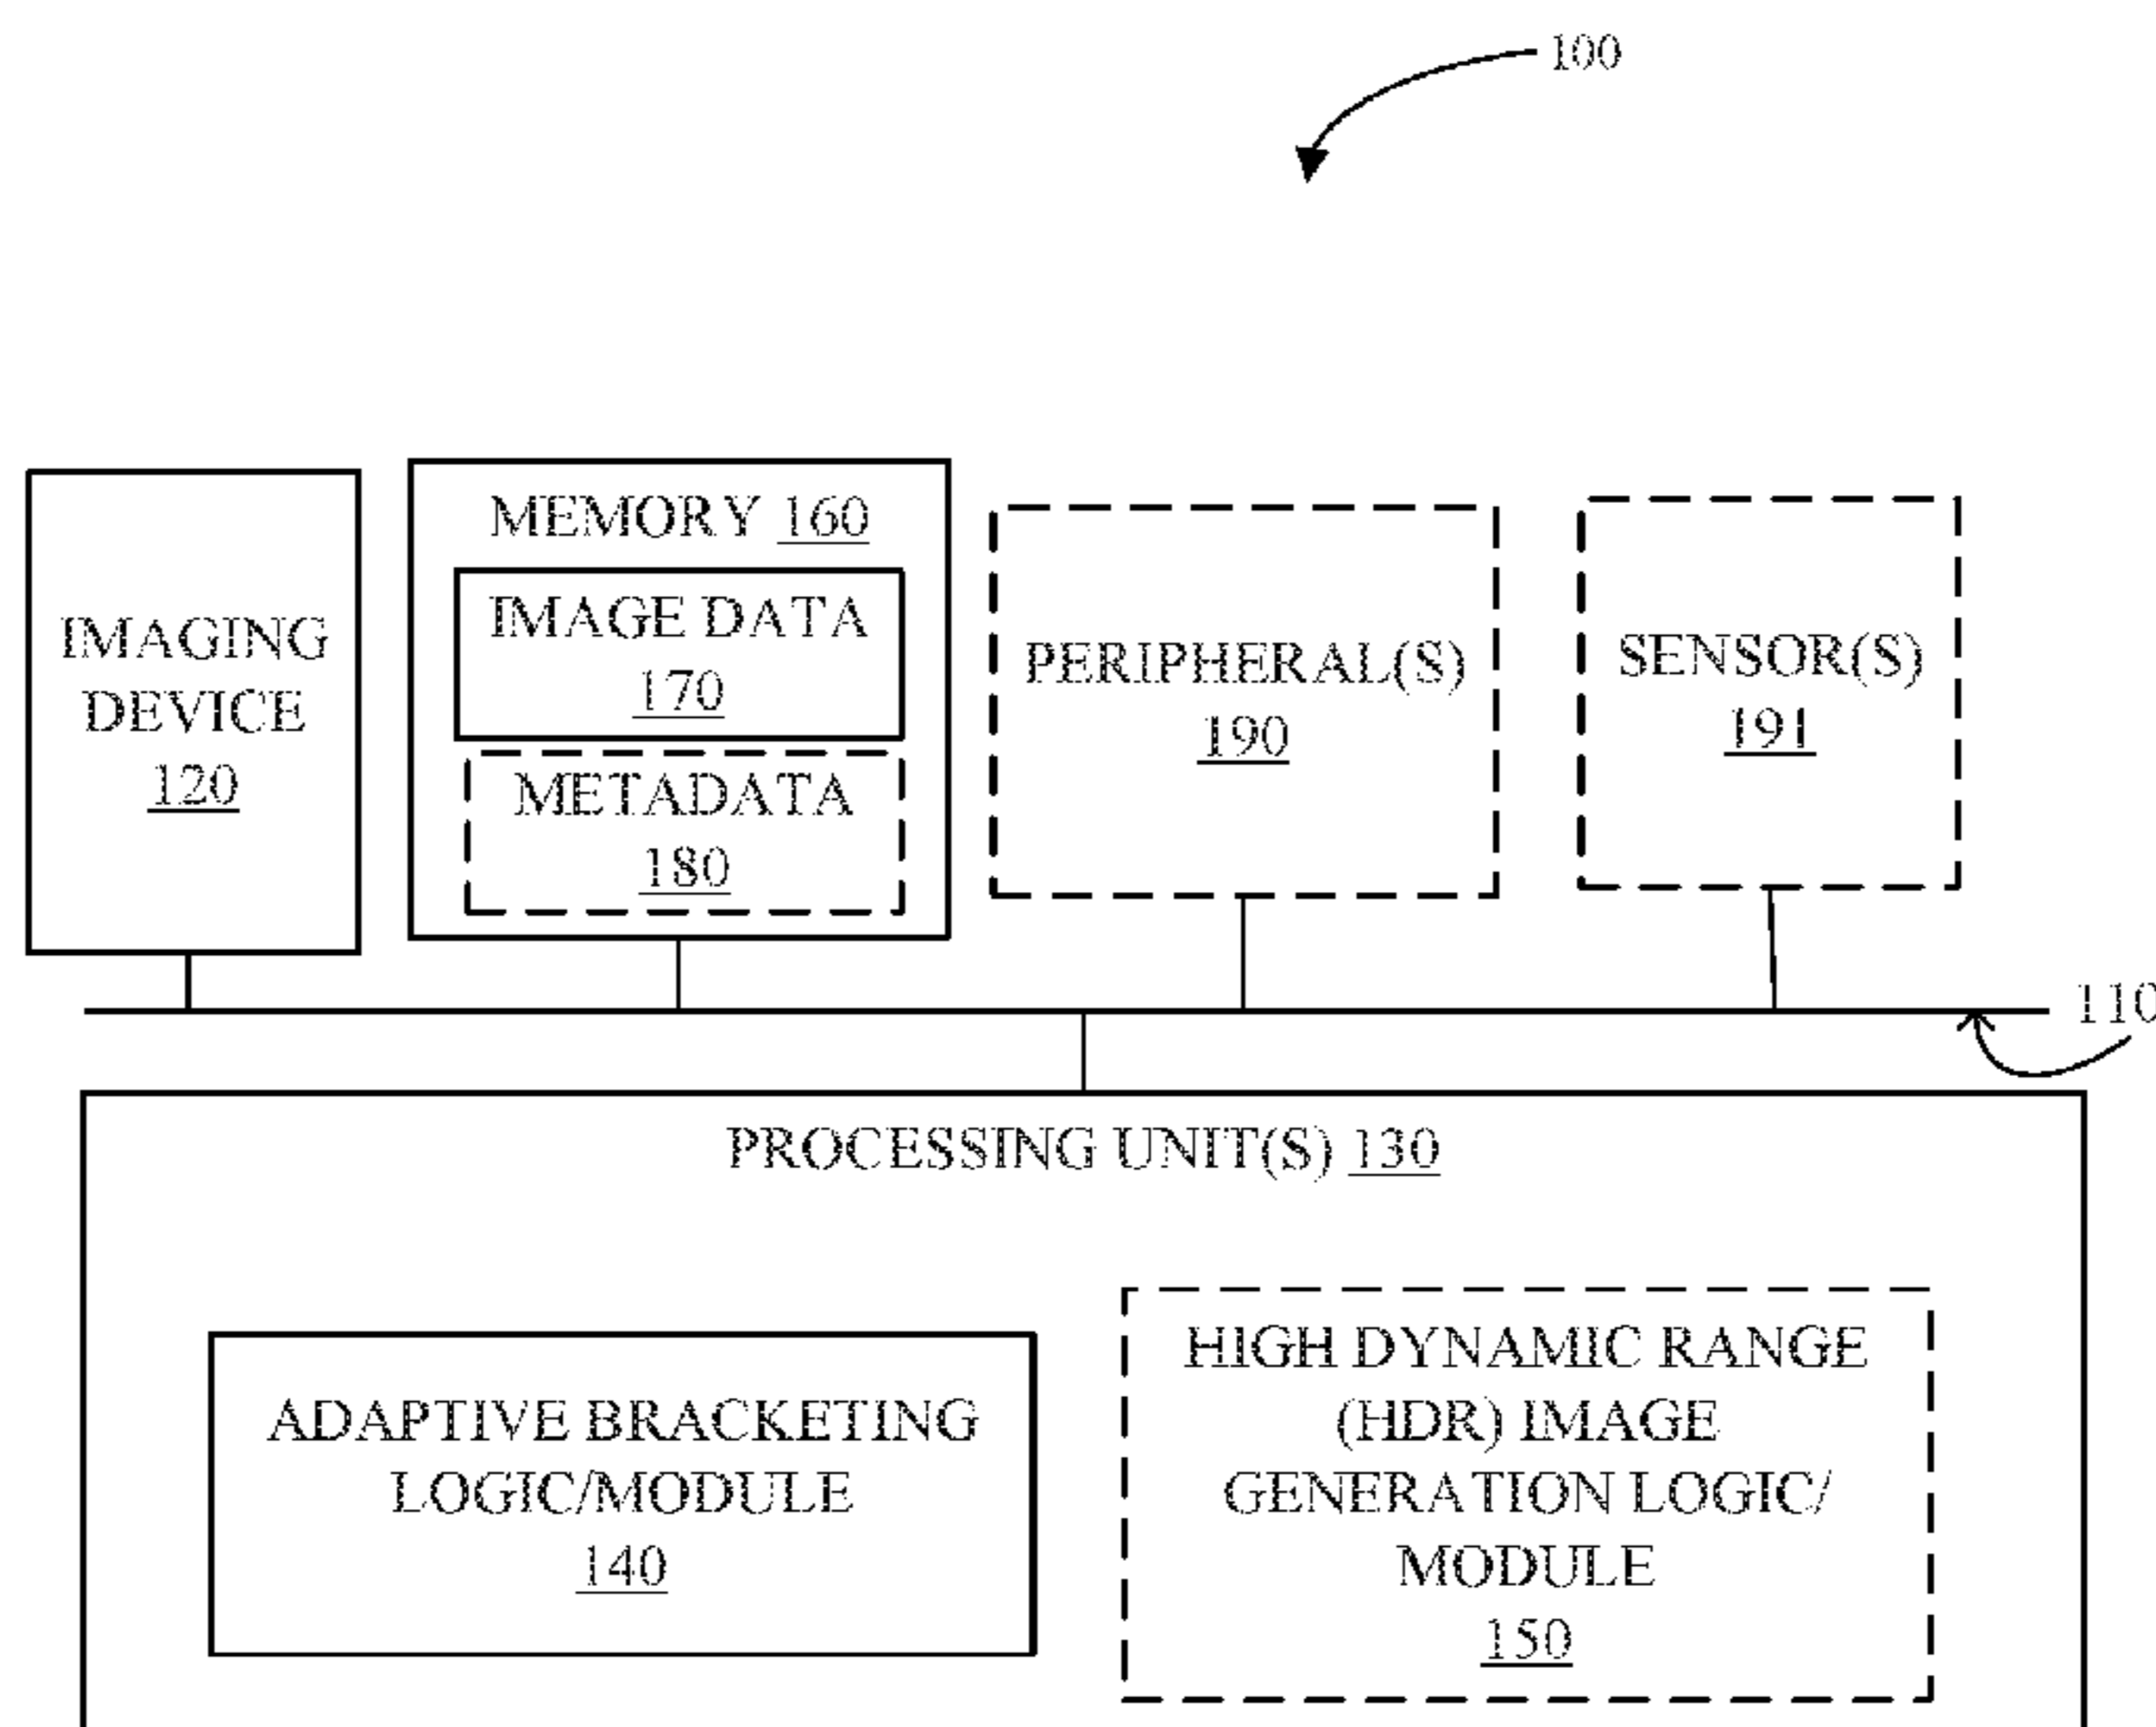 100
IMAGING
DEVICE
120
MEMORY 160
IMAGE DATA
170
METADATA
180
PERIPHERAL(S)
190
SENSOR(S)
191
110
PROCESSING UNIT(S) 130
ADAPTIVE BRACKETING
LOGIC/MODULE
140
HIGH DYNAMIC RANGE
(HDR) IMAGE
GENERATION LOGIC/
MODULE
150